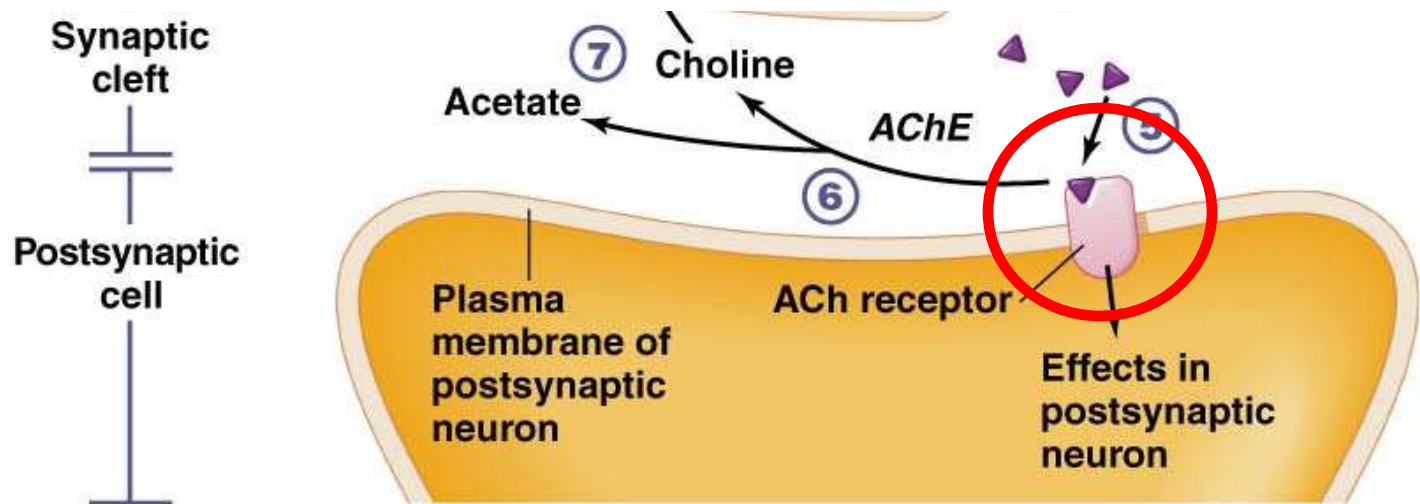 Synaptic
cleft
7
Choline
Acetate
AChE
5
6
Postsynaptic
cell
Plasma
membrane of
postsynaptic
neuron
ACh receptor
Effects in
postsynaptic
neuron